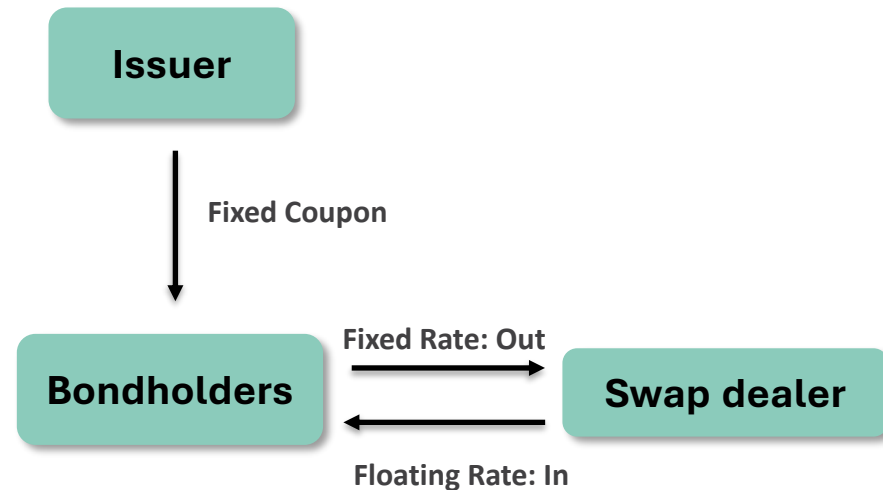 Issuer
Fixed Coupon
Fixed Rate: Out
Bondholders
Swap dealer
Floating Rate: In